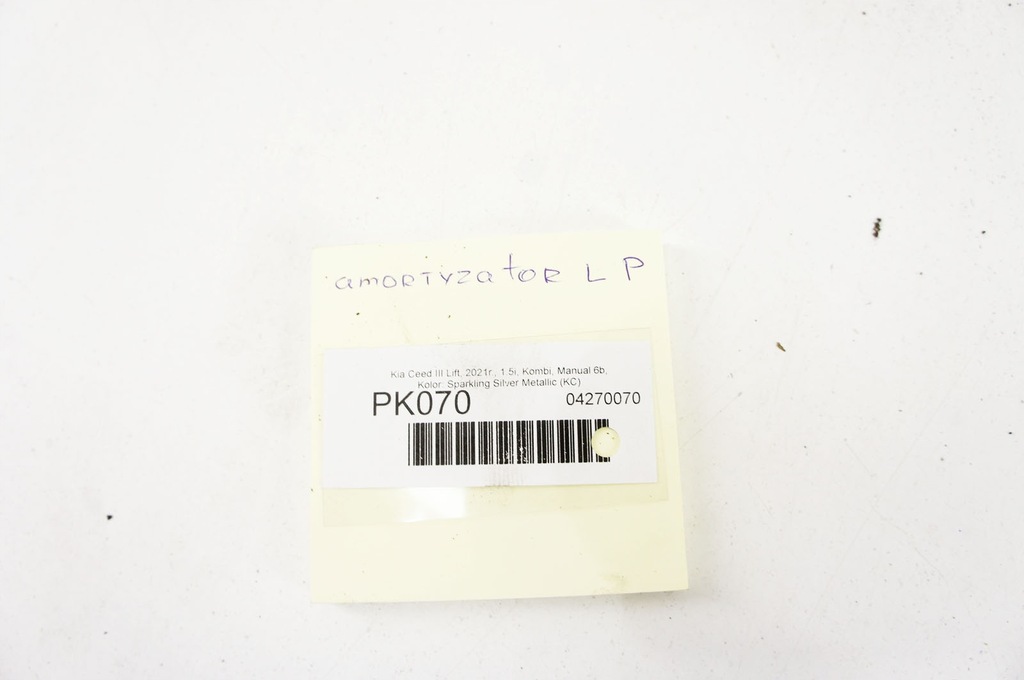 amortyzator L P
Kia Ceed III Lift, 2021r., 1.5i, Kombi, Manual 6b,
Kolor: Sparkling Silver Metallic (KC)
PK070 04270070